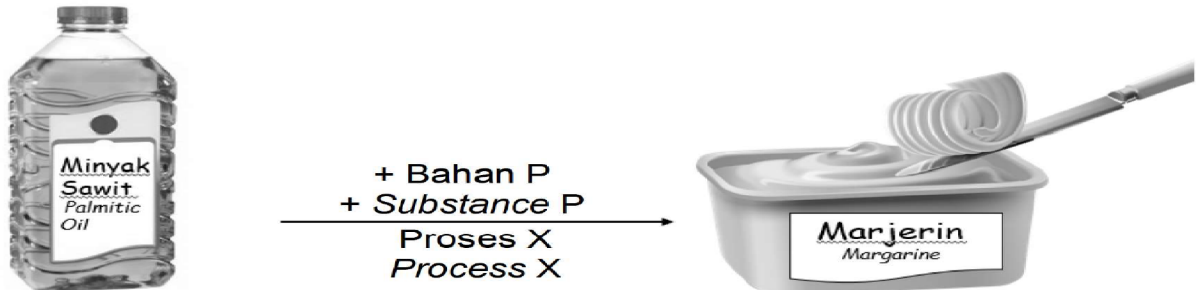 Minyak
Sawit
Palmitic
Oil
+ Bahan P
+ Substance P
Proses X
Process X
Marjerin
Margarine